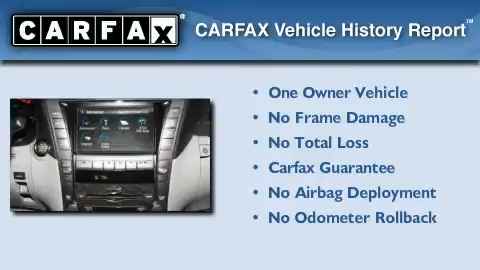 CARFAX® CARFAX Vehicle History Report™
• One Owner Vehicle
• No Frame Damage
• No Total Loss
• Carfax Guarantee
• No Airbag Deployment
• No Odometer Rollback